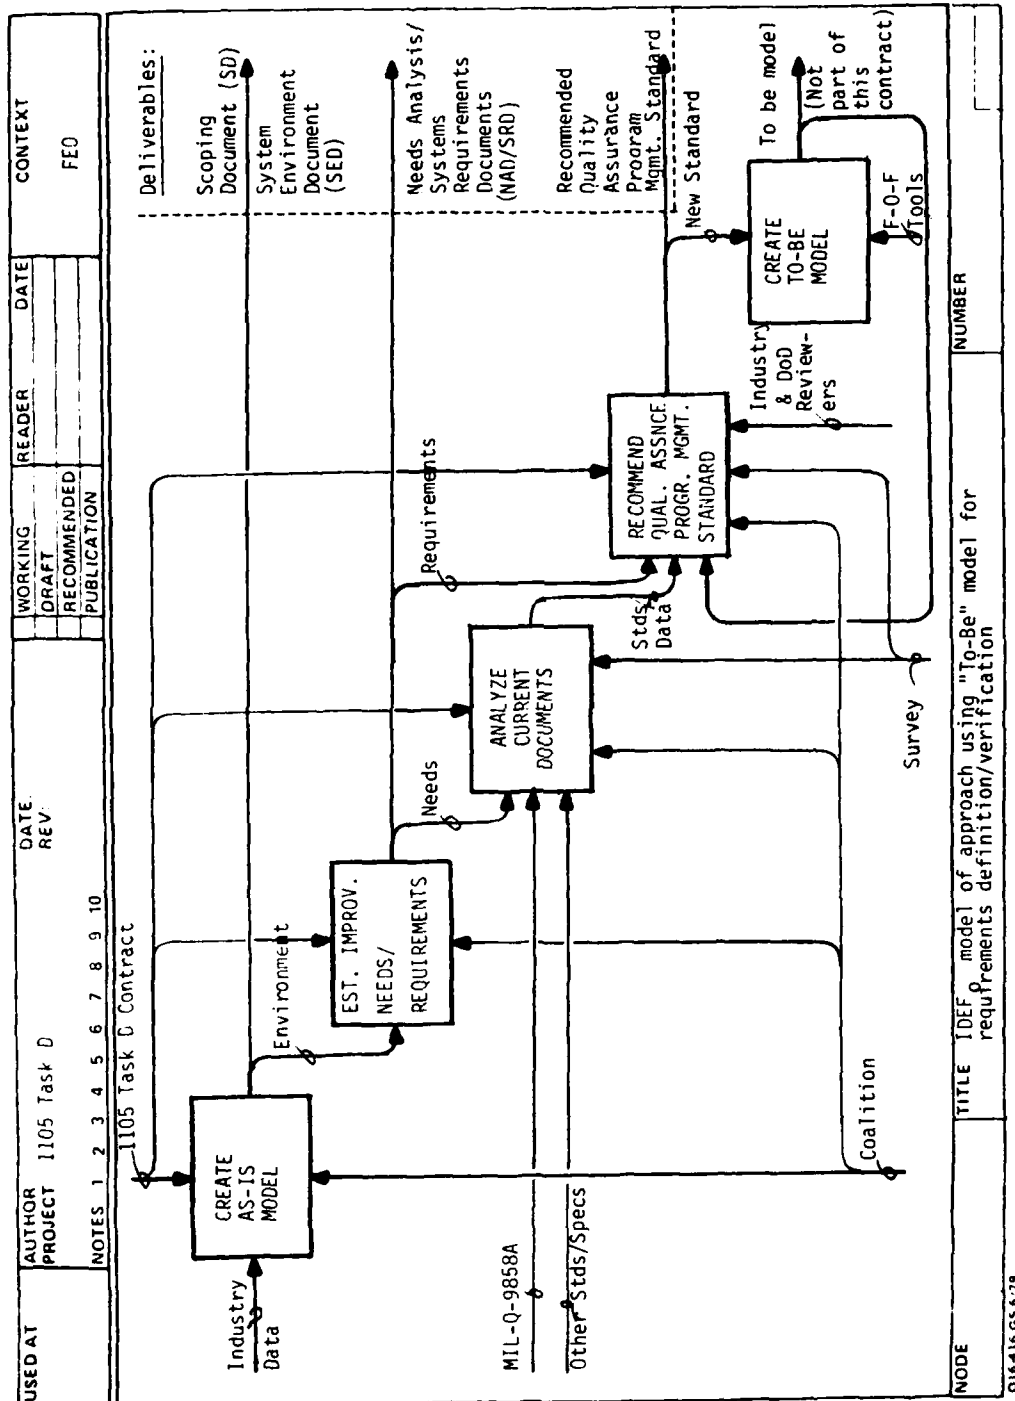 USED AT
AUTHOR
PROJECT 1105 Task D
DATE:
REV:
NOTES 1 2 3 4 5 6 7 8 9 10
WORKING
DRAFT
RECOMMENDED
PUBLICATION
READER DATE
CONTEXT
FEO
1105 Task D Contract
Deliverables:
Scoping
Document (SD)
System
Environment
Document
(SED)
Needs Analysis/
Systems
Requirements
Documents
(NAD/SRD)
Recommended
Quality
Assurance
Program
Mgmt. Standard
To be model
(Not
part of
this
contract)
Industry
Data
CREATE
AS-IS
MODEL
Environment
EST. IMPROV.
NEEDS/
REQUIREMENTS
Needs
Requirements
MIL-Q-9858A
Other Stds/Specs
ANALYZE
CURRENT
DOCUMENTS
Stds/
Data
RECOMMEND
QUAL. ASSNCE
PROGR. MGMT.
STANDARD
New Standard
Industry
& DoD
Review-
ers
CREATE
TO-BE
MODEL
F-O-F
Tools
Coalition
Survey
NODE
TITLE IDEF0 model of approach using "To-Be" model for
requirements definition/verification
NUMBER